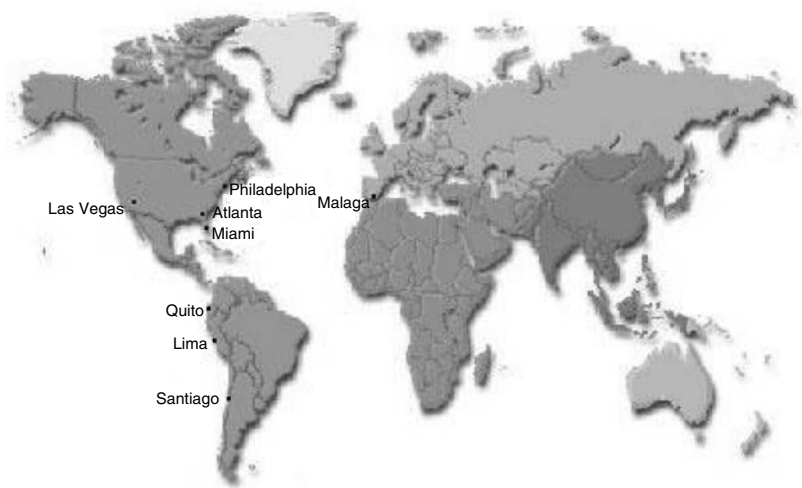 Philadelphia
Malaga
Las Vegas
Atlanta
Miami
Quito
Lima
Santiago